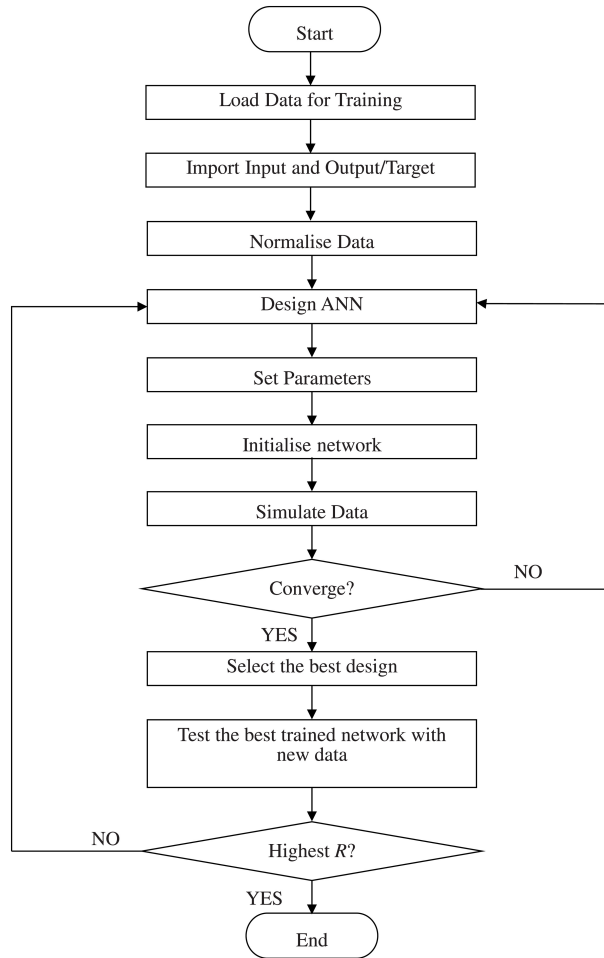 Start
Load Data for Training
Import Input and Output/Target
Normalise Data
Design ANN
Set Parameters
Initialise network
Simulate Data
Converge?
NO
YES
Select the best design
Test the best trained network with
new data
NO
Highest R?
YES
End